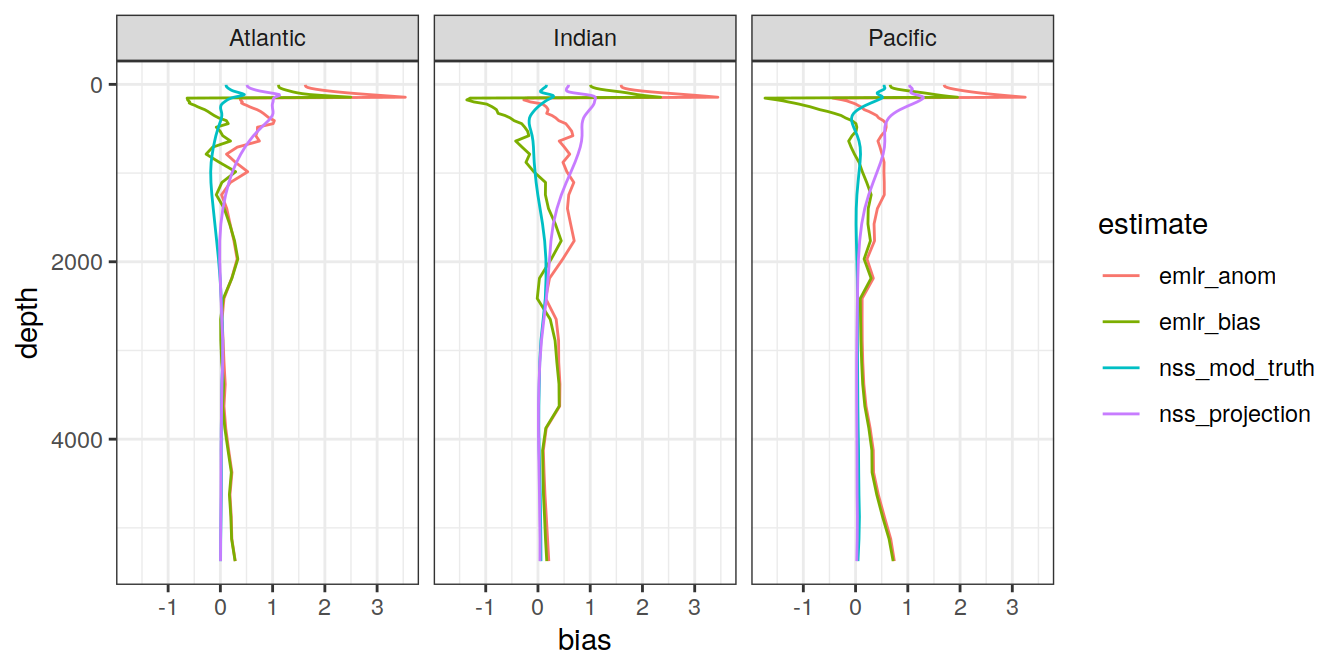 Atlantic
Indian
Pacific
0
2000
4000
depth
-1 0 1 2 3
-1 0 1 2 3
-1 0 1 2 3
bias
estimate
emlr_anom
emlr_bias
nss_mod_truth
nss_projection